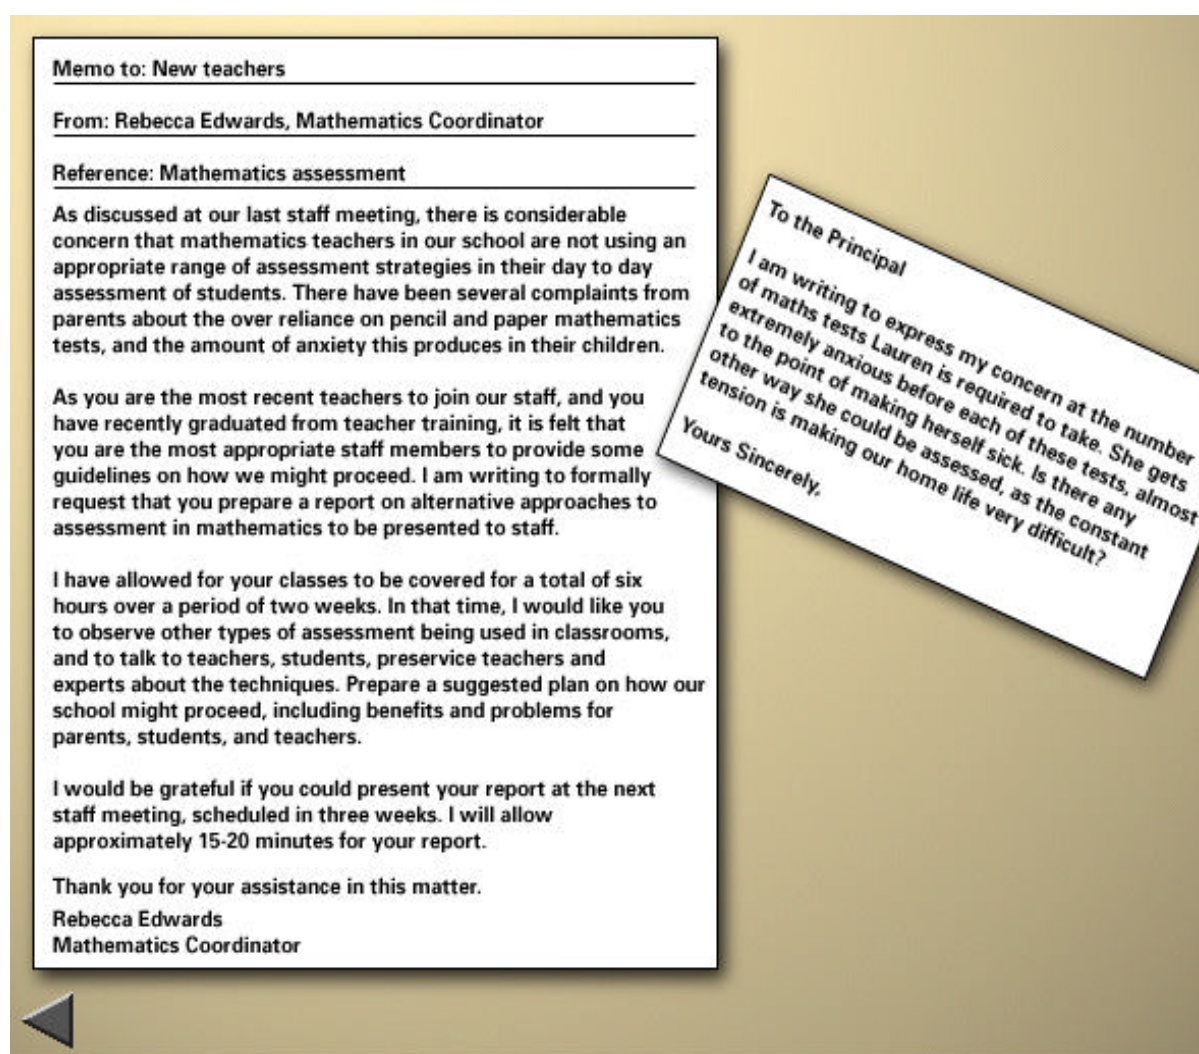 Memo to: New teachers
From: Rebecca Edwards, Mathematics Coordinator
Reference: Mathematics assessment
As discussed at our last staff meeting, there is considerable
concern that mathematics teachers in our school are not using an
appropriate range of assessment strategies in their day to day
assessment of students. There have been several complaints from
parents about the over reliance on pencil and paper mathematics
tests, and the amount of anxiety this produces in their children.
As you are the most recent teachers to join our staff, and you
have recently graduated from teacher training, it is felt that
you are the most appropriate staff members to provide some
guidelines on how we might proceed. I am writing to formally
request that you prepare a report on alternative approaches to
assessment in mathematics to be presented to staff.
I have allowed for your classes to be covered for a total of six
hours over a period of two weeks. In that time, I would like you
to observe other types of assessment being used in classrooms,
and to talk to teachers, students, preservice teachers and
experts about the techniques. Prepare a suggested plan on how our
school might proceed, including benefits and problems for
parents, students, and teachers.
I would be grateful if you could present your report at the next
staff meeting, scheduled in three weeks. I will allow
approximately 15-20 minutes for your report.
Thank you for your assistance in this matter.
Rebecca Edwards
Mathematics Coordinator
To the Principal
I am writing to express my concern at the number
of maths tests Lauren is required to take. She gets
extremely anxious before each of these tests, almost
to the point of making herself sick. Is there any
other way she could be assessed, as the constant
tension is making our home life very difficult?
Yours Sincerely,